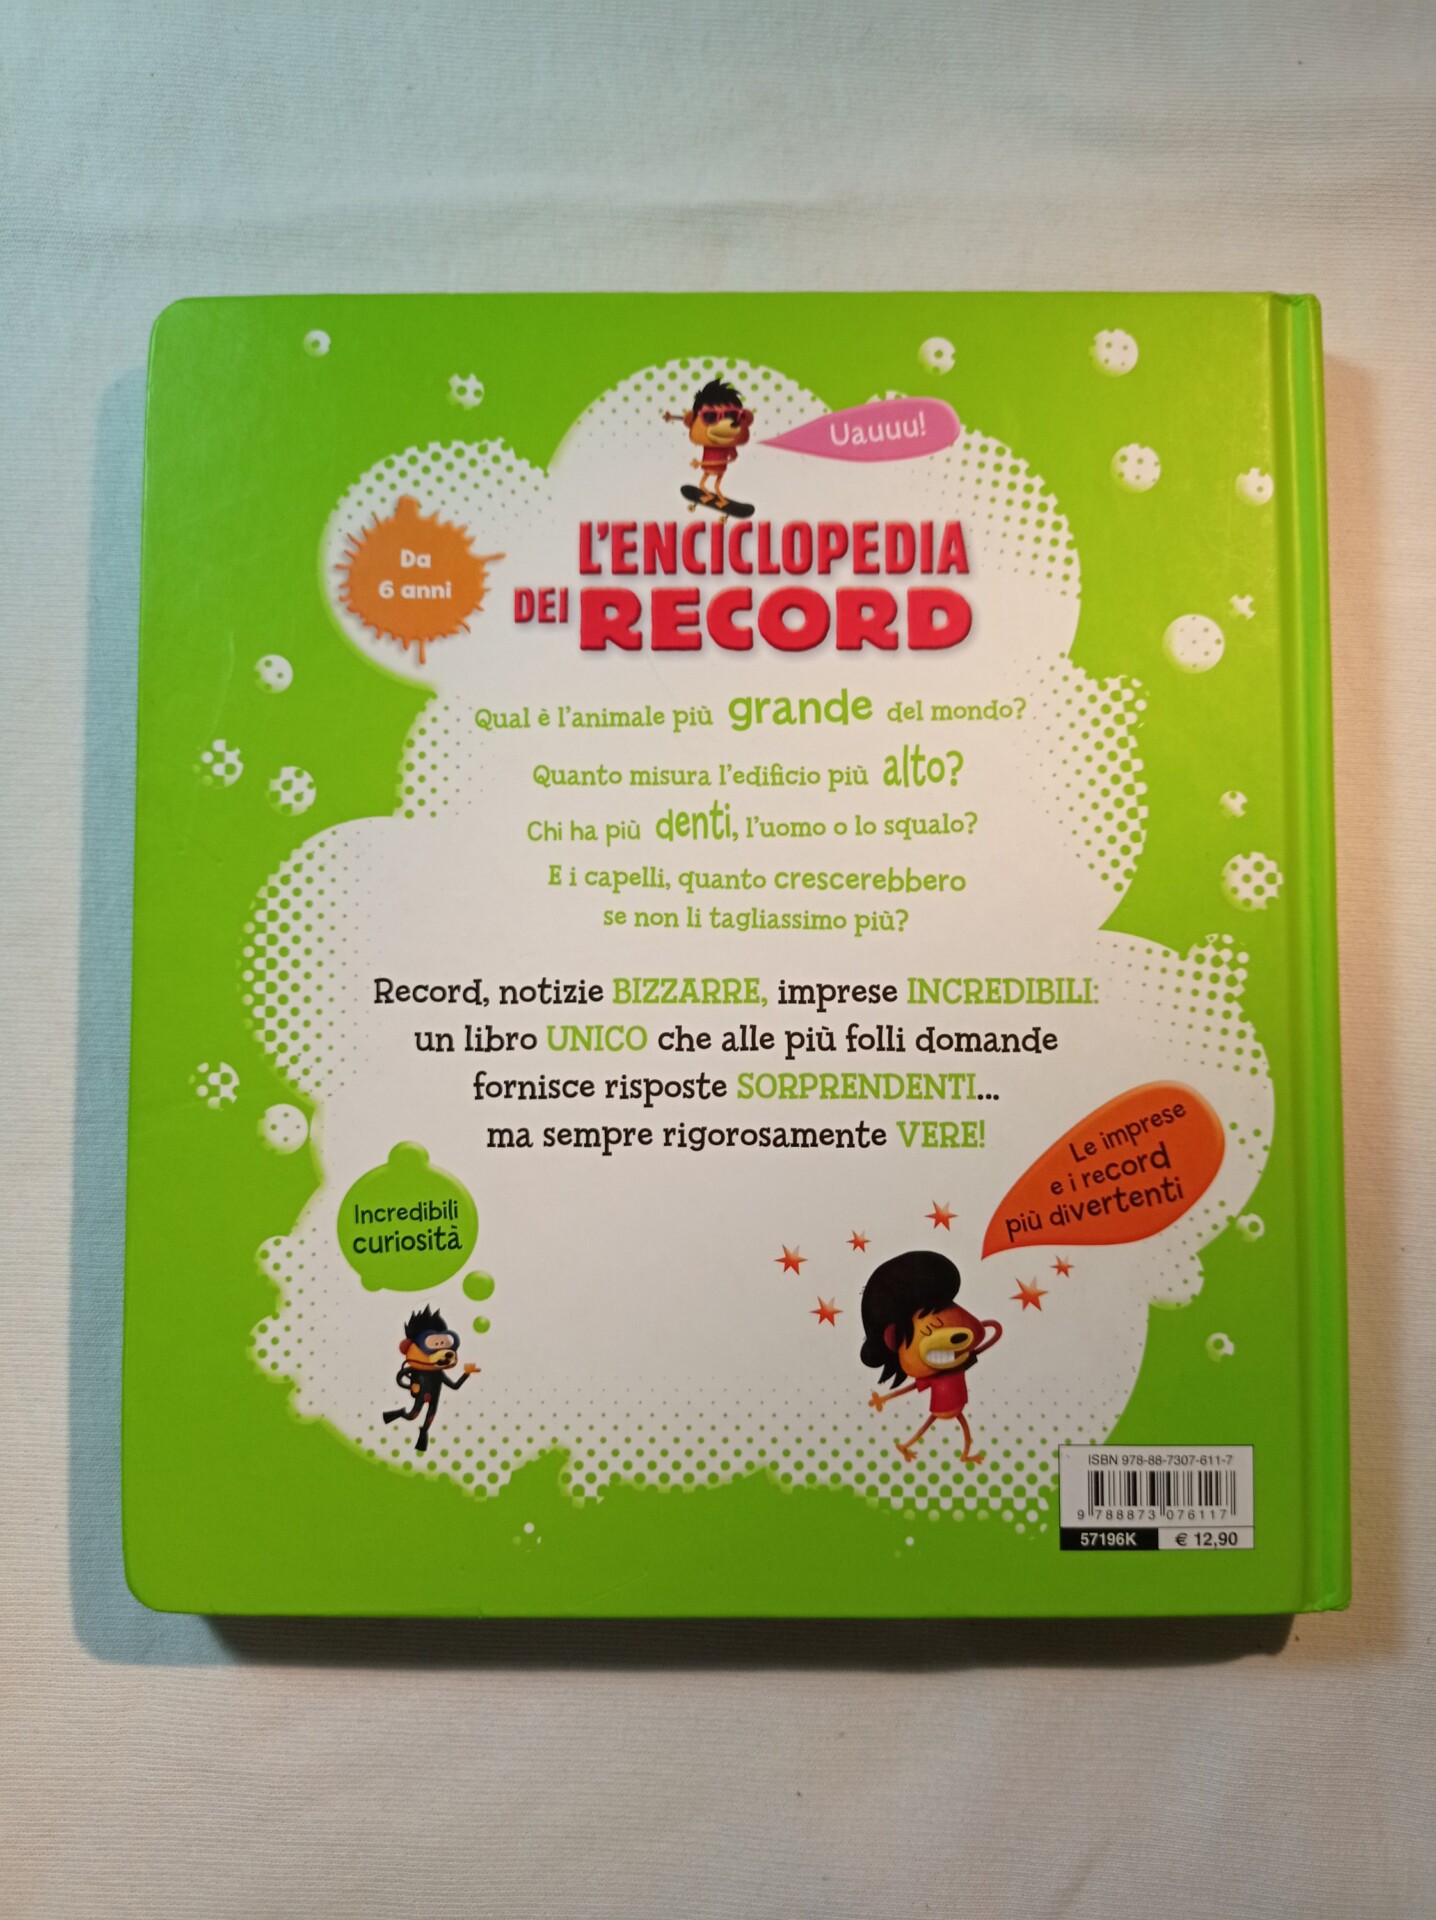 Uauuu!
Da
6 anni
L'ENCICLOPEDIA
DEI RECORD
Qual è l'animale più grande del mondo?
Quanto misura l'edificio più alto?
Chi ha più denti, l'uomo o lo squalo?
E i capelli, quanto crescerebbero
se non li tagliassimo più?
Record, notizie BIZZARRE, imprese INCREDIBILI:
un libro UNICO che alle più folli domande
fornisce risposte SORPRENDENTI...
ma sempre rigorosamente VERE!
Le imprese
e i record
più divertenti
Incredibili
curiosità
ISBN 978-88-7307-611-7
9 788873 076117
57196K € 12,90